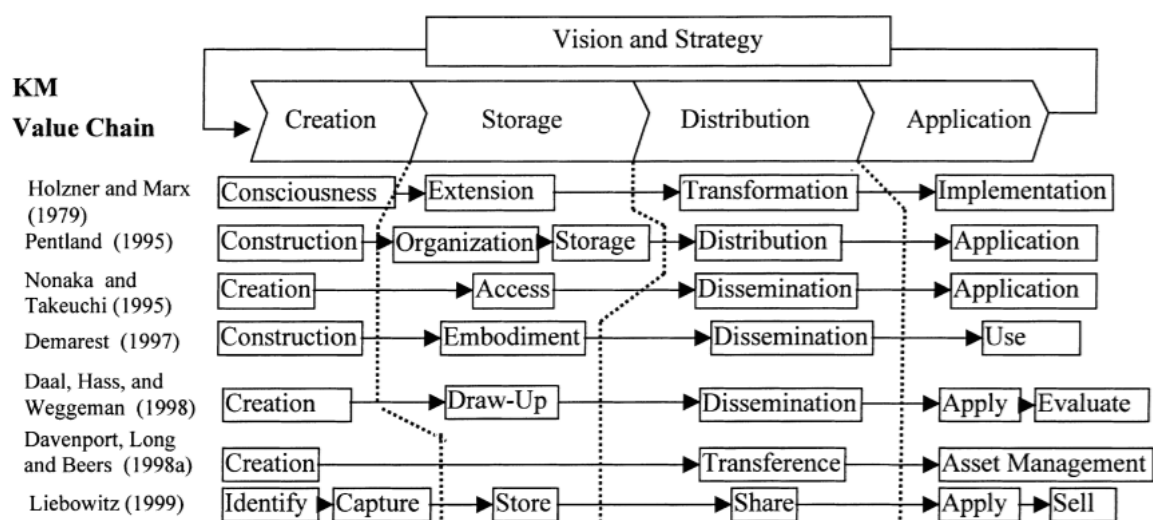 Vision and Strategy
KM
Value Chain
Creation Storage Distribution Application
Holzner and Marx
(1979)
Consciousness Extension Transformation Implementation
Pentland (1995) Construction Organization Storage Distribution Application
Nonaka and
Takeuchi (1995)
Creation Access Dissemination Application
Demarest (1997) Construction Embodiment Dissemination Use
Daal, Hass, and
Weggeman (1998)
Creation Draw-Up Dissemination Apply Evaluate
Davenport, Long
and Beers (1998a)
Creation Transference Asset Management
Liebowitz (1999) Identify Capture Store Share Apply Sell